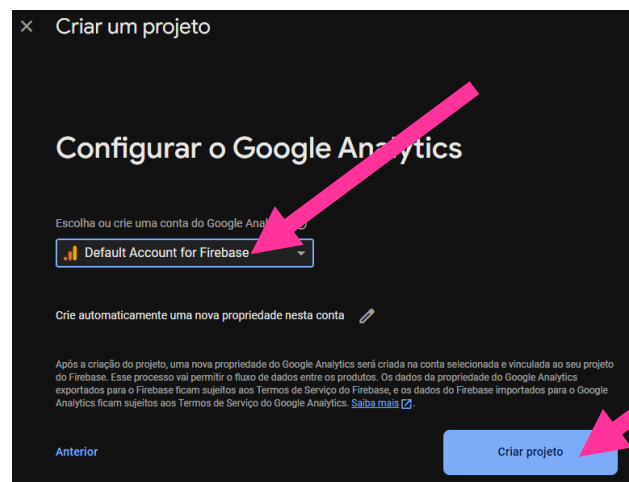 Criar um projeto
Configurar o Google Analytics
Escolha ou crie uma conta do Google
Default Account for Firebase
Crie automaticamente uma nova propriedade nesta conta
Após a criação do projeto, uma nova propriedade do Google Analytics será criada na conta selecionada e vinculada ao seu projeto
do Firebase. Esse processo vai permitir o fluxo de dados entre os produtos. Os dados da propriedade do Google Analytics
exportados para o Firebase ficam sujeitos aos Termos de Serviço do Firebase, e os dados do Firebase importados para o Google
Analytics ficam sujeitos aos Termos de Serviço do Google Analytics. Saiba mais.
Anterior
Criar projeto